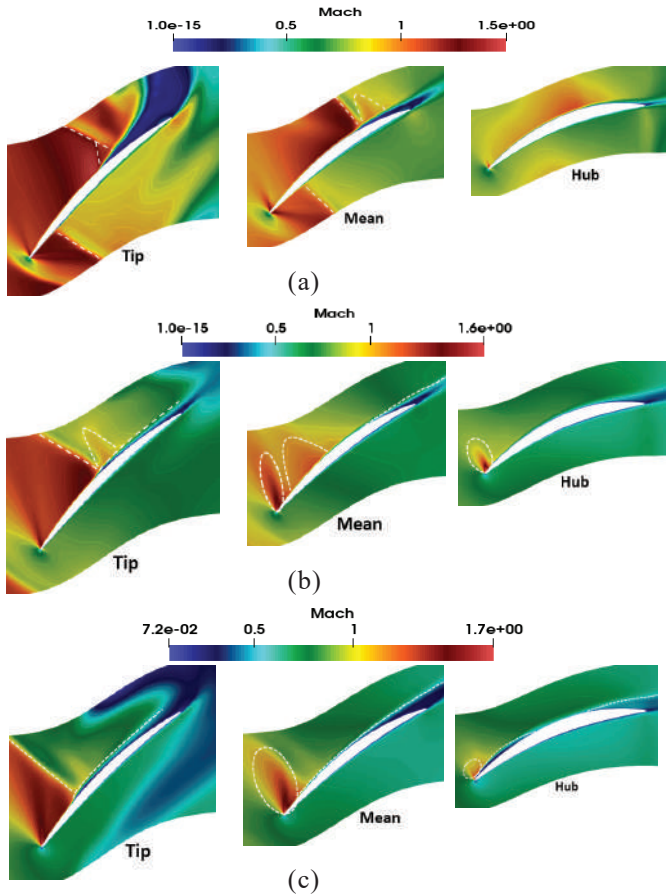 Mach
1.0e-15 0.5 1 1.5e+00
Tip
Mean
Hub
(a)
Mach
1.0e-15 0.5 1 1.6e+00
Tip
Mean
Hub
(b)
Mach
7.2e-02 0.5 1 1.7e+00
Tip
Mean
Hub
(c)